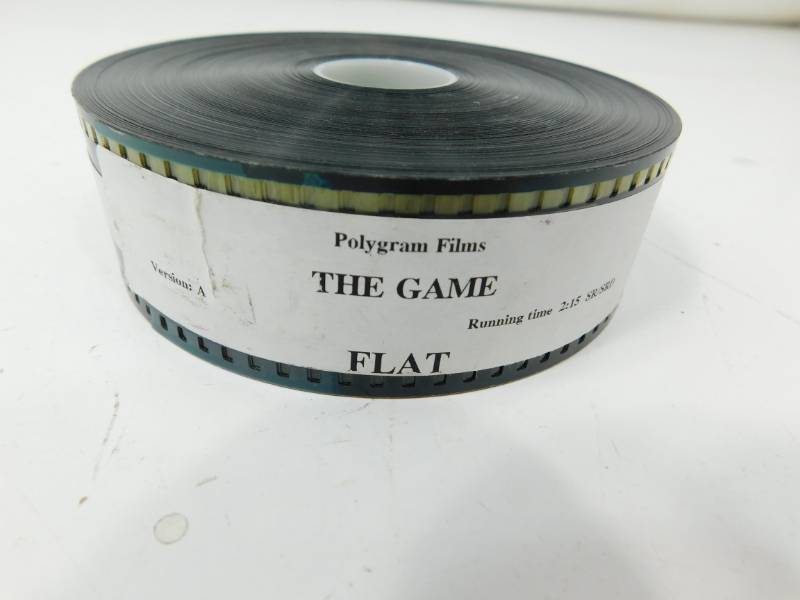 Polygram Films
THE GAME
Version: A
Running time 2:15 SR/SRD
FLAT